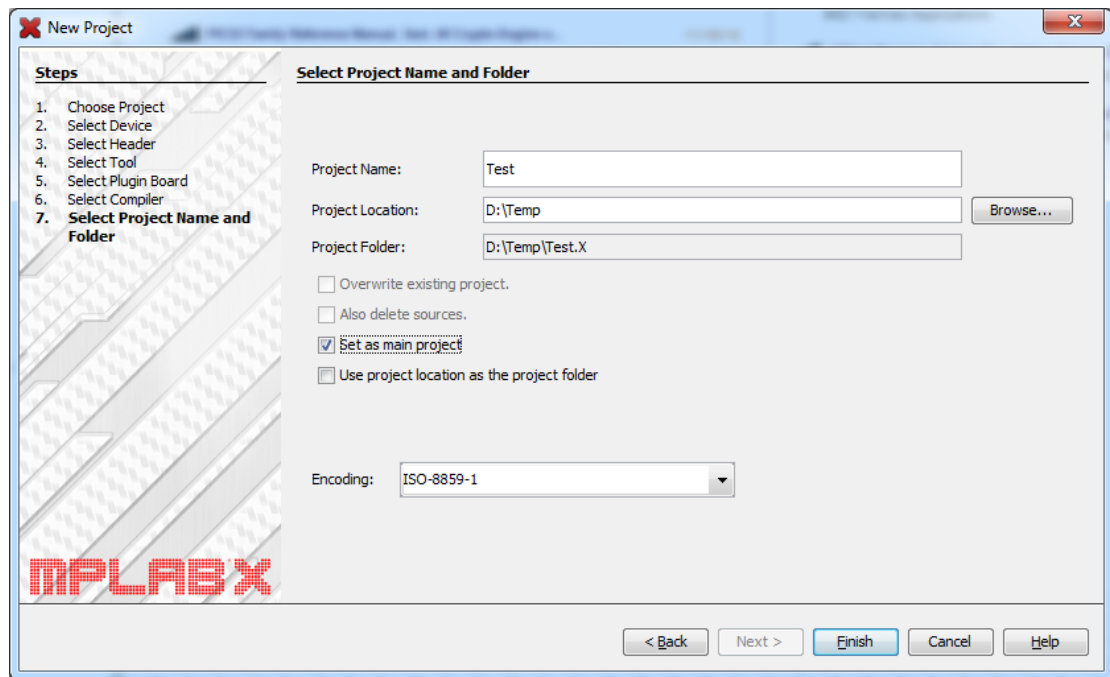 New Project
Steps
1. Choose Project
2. Select Device
3. Select Header
4. Select Tool
5. Select Plugin Board
6. Select Compiler
7. Select Project Name and
Folder
MPLAB X
Select Project Name and Folder
Project Name: Test
Project Location: D:\Temp Browse...
Project Folder: D:\Temp\Test.X
Overwrite existing project.
Also delete sources.
Set as main project
Use project location as the project folder
Encoding: ISO-8859-1
< Back Next > Finish Cancel Help